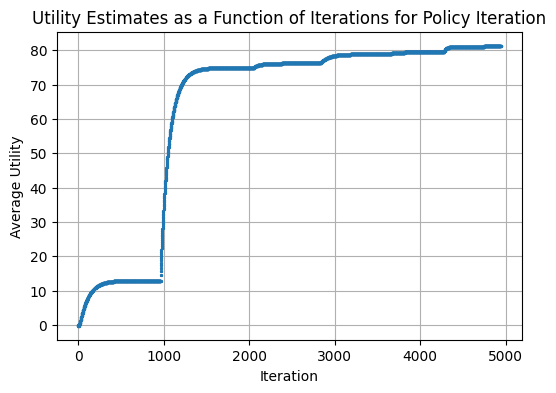 Utility Estimates as a Function of Iterations for Policy Iteration
80
70
60
50
40
30
20
10
0
Average Utility
0 1000 2000 3000 4000 5000
Iteration